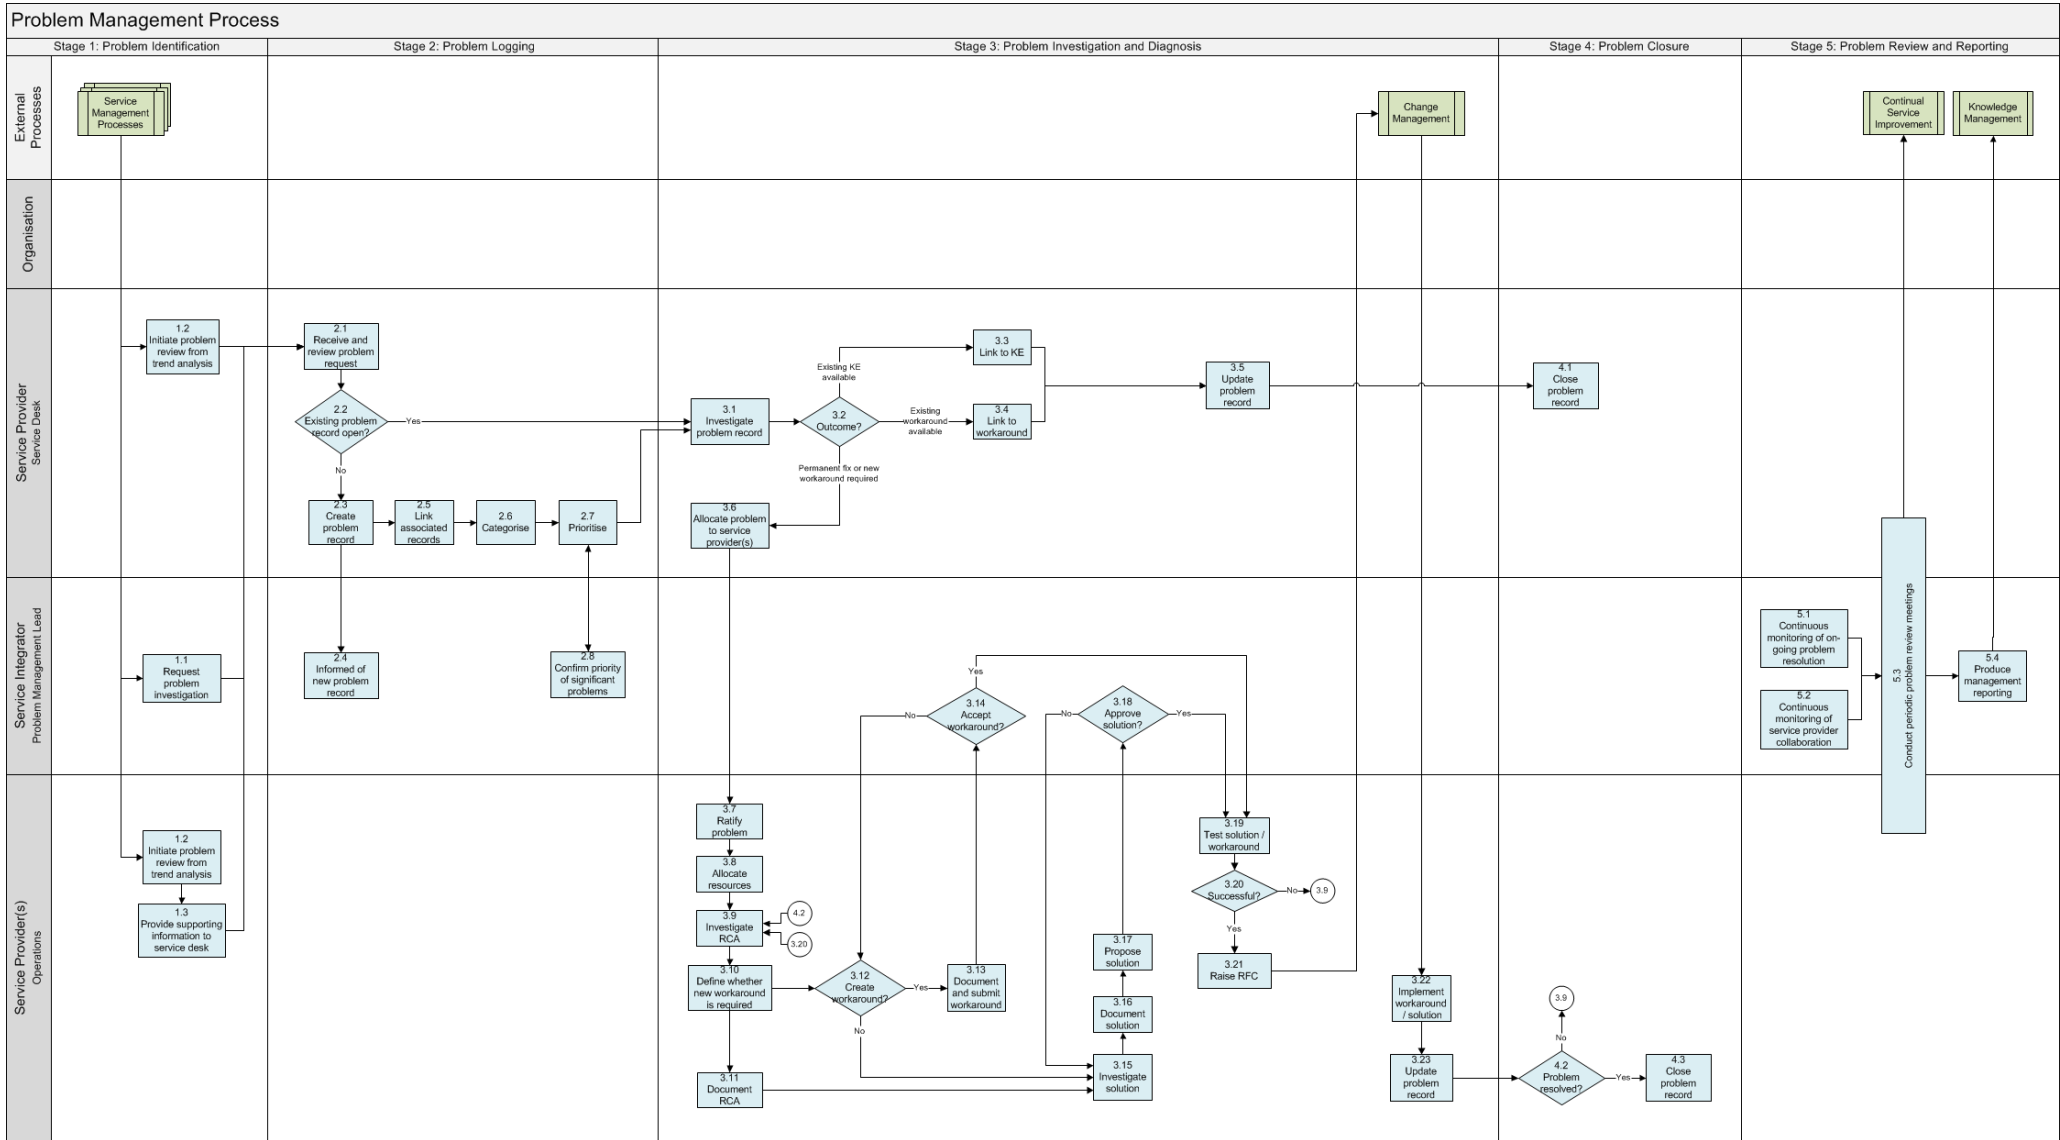 Problem Management Process
Stage 1: Problem Identification
Stage 2: Problem Logging
Stage 3: Problem Investigation and Diagnosis
Stage 4: Problem Closure
Stage 5: Problem Review and Reporting
External
Processes
Service
Management
Processes
Change
Management
Continual
Service
Improvement
Knowledge
Management
Organisation
Service Provider
Service Desk
1.2
Initiate problem
review from
trend analysis
2.1
Receive and
review problem
request
2.2
Existing problem
record open?
Yes
No
2.3
Create
problem
record
2.5
Link
associated
records
2.6
Categorise
2.7
Prioritise
3.1
Investigate
problem record
3.2
Outcome?
Existing KE
available
Existing
workaround
available
Permanent fix or new
workaround required
3.3
Link to KE
3.4
Link to
workaround
3.5
Update
problem
record
3.6
Allocate problem
to service
provider(s)
4.1
Close
problem
record
Service Integrator
Problem Management Lead
1.1
Request
problem
investigation
2.4
Informed of
new problem
record
2.8
Confirm priority
of significant
problems
3.14
Accept
workaround?
Yes
No
3.18
Approve
solution?
No
Yes
5.1
Continuous
monitoring of on-
going problem
resolution
5.2
Continuous
monitoring of
service provider
collaboration
5.3
Conduct periodic problem review meetings
5.4
Produce
management
reporting
Service Provider(s)
Operations
1.2
Initiate problem
review from
trend analysis
1.3
Provide supporting
information to
service desk
3.7
Ratify
problem
3.8
Allocate
resources
3.9
Investigate
RCA
4.2
3.20
3.10
Define whether
new workaround
is required
3.11
Document
RCA
3.12
Create
workaround?
Yes
No
3.13
Document
and submit
workaround
3.17
Propose
solution
3.16
Document
solution
3.15
Investigate
solution
3.19
Test solution /
workaround
3.20
Successful?
No
3.9
Yes
3.21
Raise RFC
3.22
Implement
workaround
/ solution
3.23
Update
problem
record
3.9
No
4.2
Problem
resolved?
Yes
4.3
Close
problem
record